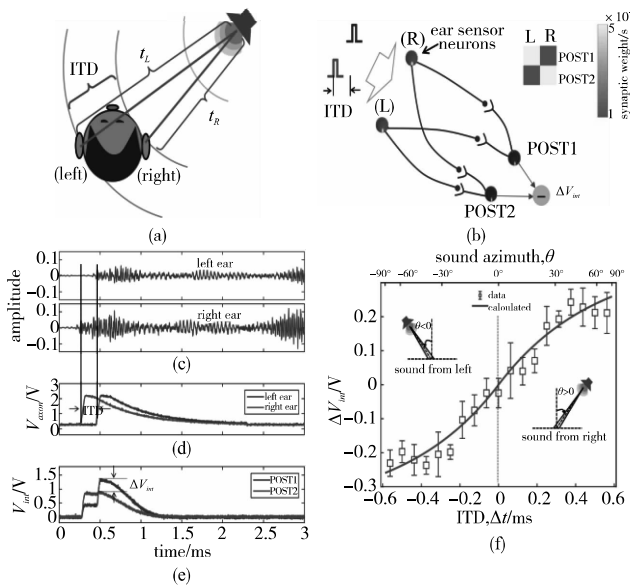 ITD
t_L
t_R
(left)
(right)
(a)
ITD
(R)
ear sensor
neurons
(L)
POST1
POST2
ΔV_int
L R
POST1
POST2
5
1
synaptic weight/s
(b)
amplitude
0.1
0
-0.1
left ear
0.1
0
-0.1
right ear
(c)
V_axon/V
3
2
1
0
ITD
left ear
right ear
(d)
V_int/V
1.5
1.0
0.5
0
ΔV_int
POST1
POST2
0 0.5 1 1.5 2 2.5 3
time/ms
(e)
sound azimuth,θ
-90° -60° -30° 0 30° 60° 90°
data
calculated
θ<0
sound from left
θ>0
sound from right
ΔV_int/V
0.2
0.1
0
-0.1
-0.2
-0.3
-0.6 -0.4 -0.2 0 0.2 0.4 0.6
ITD,Δt/ms
(f)